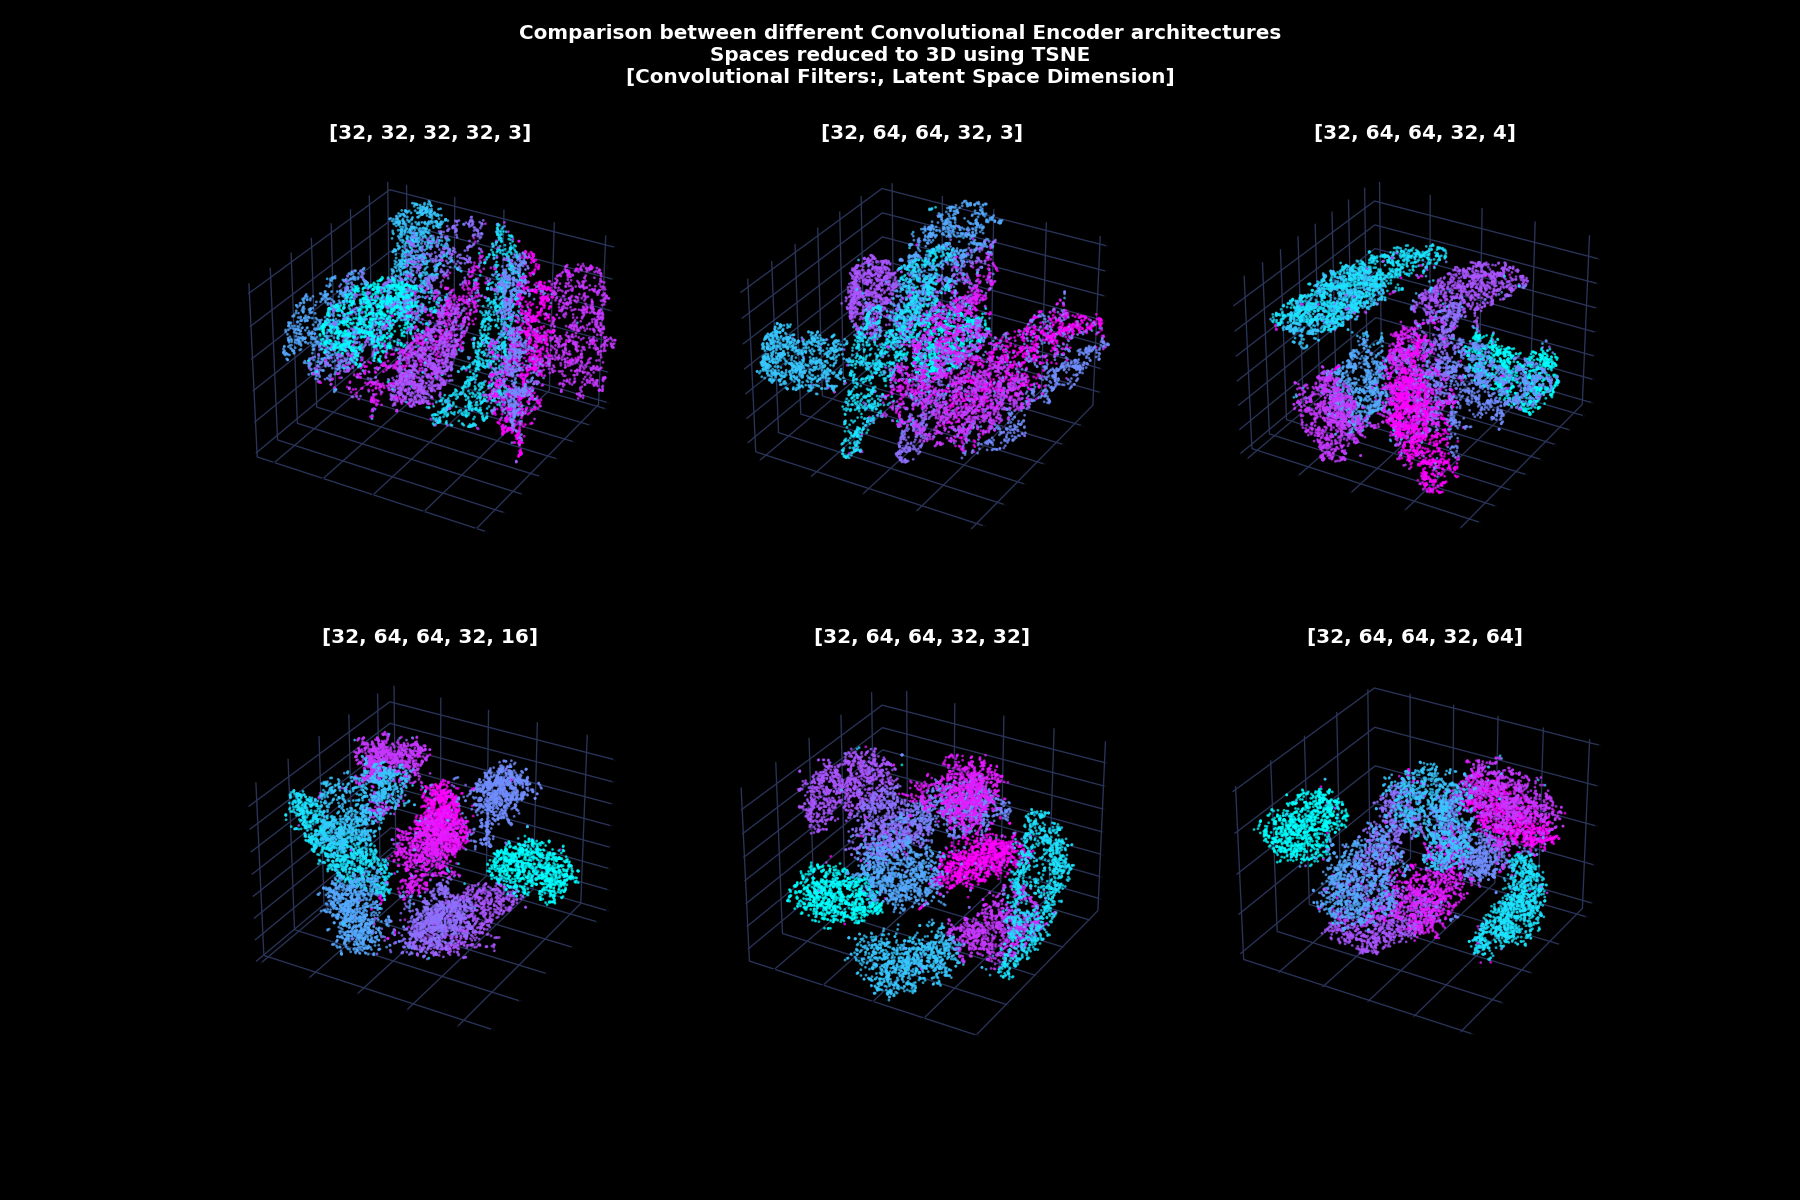 Comparison between different Convolutional Encoder architectures
Spaces reduced to 3D using TSNE
[Convolutional Filters:, Latent Space Dimension]
[32, 32, 32, 32, 3]
[32, 64, 64, 32, 3]
[32, 64, 64, 32, 4]
[32, 64, 64, 32, 16]
[32, 64, 64, 32, 32]
[32, 64, 64, 32, 64]